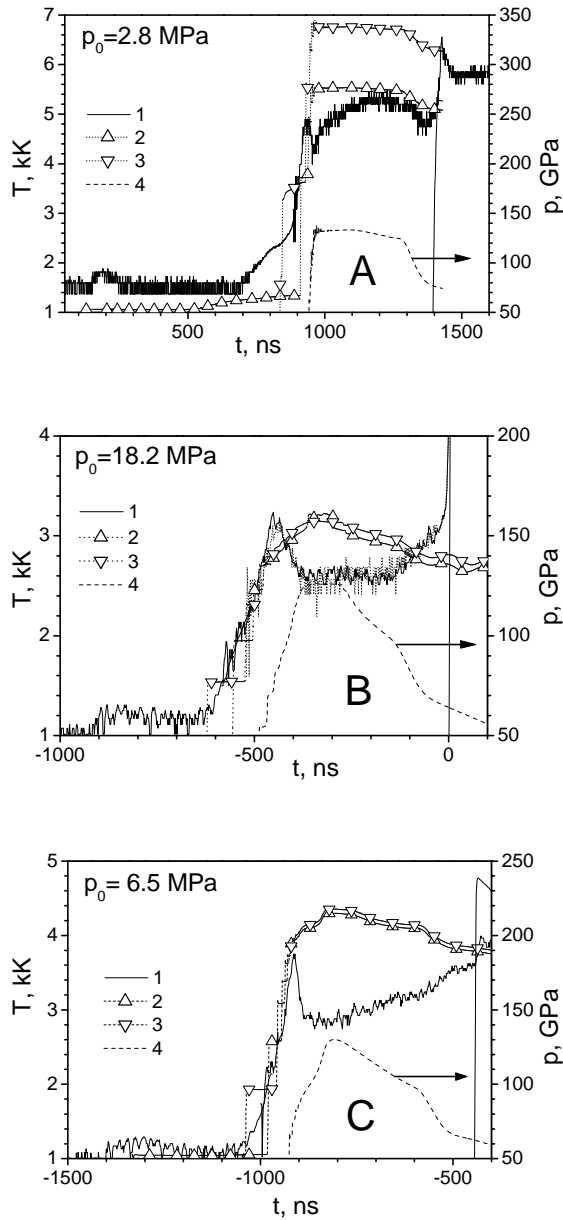 p0=2.8 MPa
7
6
5
4
3
2
1
T, kK
1
2
3
4
A
350
300
250
200
150
100
50
p, GPa
500 1000 1500
t, ns
p0=18.2 MPa
4
3
2
1
T, kK
1
2
3
4
B
200
150
100
50
p, GPa
-1000 -500 0
t, ns
p0= 6.5 MPa
5
4
3
2
1
T, kK
1
2
3
4
C
250
200
150
100
50
p, GPa
-1500 -1000 -500
t, ns